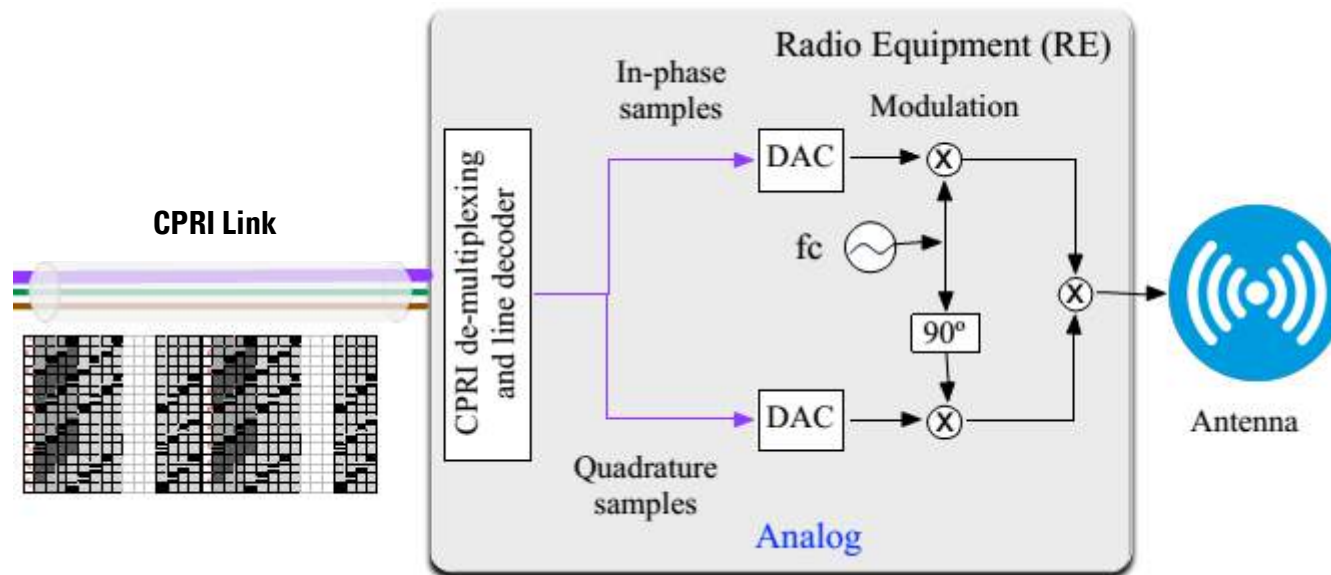 Radio Equipment (RE)
In-phase
samples
Modulation
DAC
X
CPRI Link
CPRI de-multiplexing
and line decoder
fc
X
90º
DAC
X
Antenna
Quadrature
samples
Analog